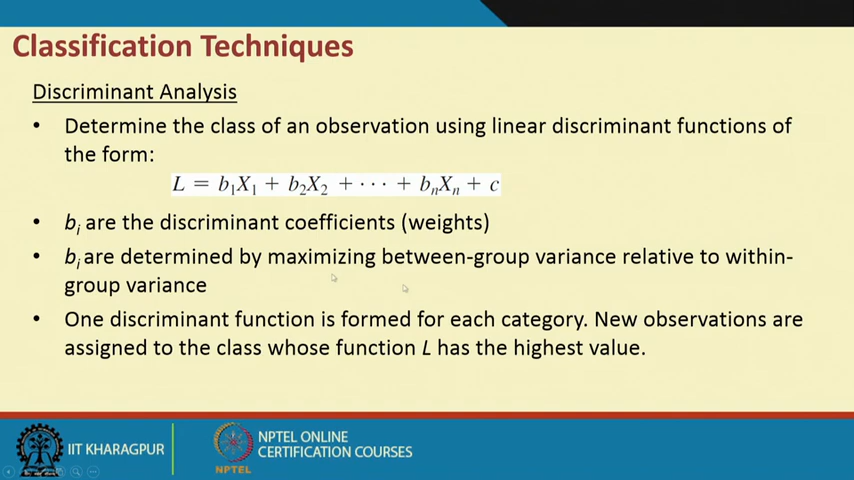 Classification Techniques
Discriminant Analysis
• Determine the class of an observation using linear discriminant functions of
the form:
L = b₁X₁ + b₂X₂ + ··· + bₙXₙ + c
• bᵢ are the discriminant coefficients (weights)
• bᵢ are determined by maximizing between-group variance relative to within-
group variance
• One discriminant function is formed for each category. New observations are
assigned to the class whose function L has the highest value.
IIT KHARAGPUR
NPTEL
NPTEL ONLINE
CERTIFICATION COURSES